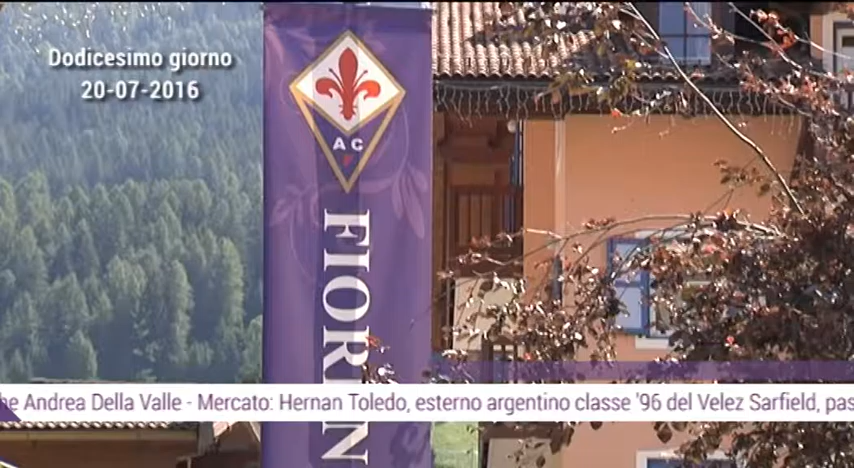 Dodicesimo giorno
20-07-2016
AC
F
FIOREN
he Andrea Della Valle - Mercato: Hernan Toledo, esterno argentino classe '96 del Velez Sarfield, pas